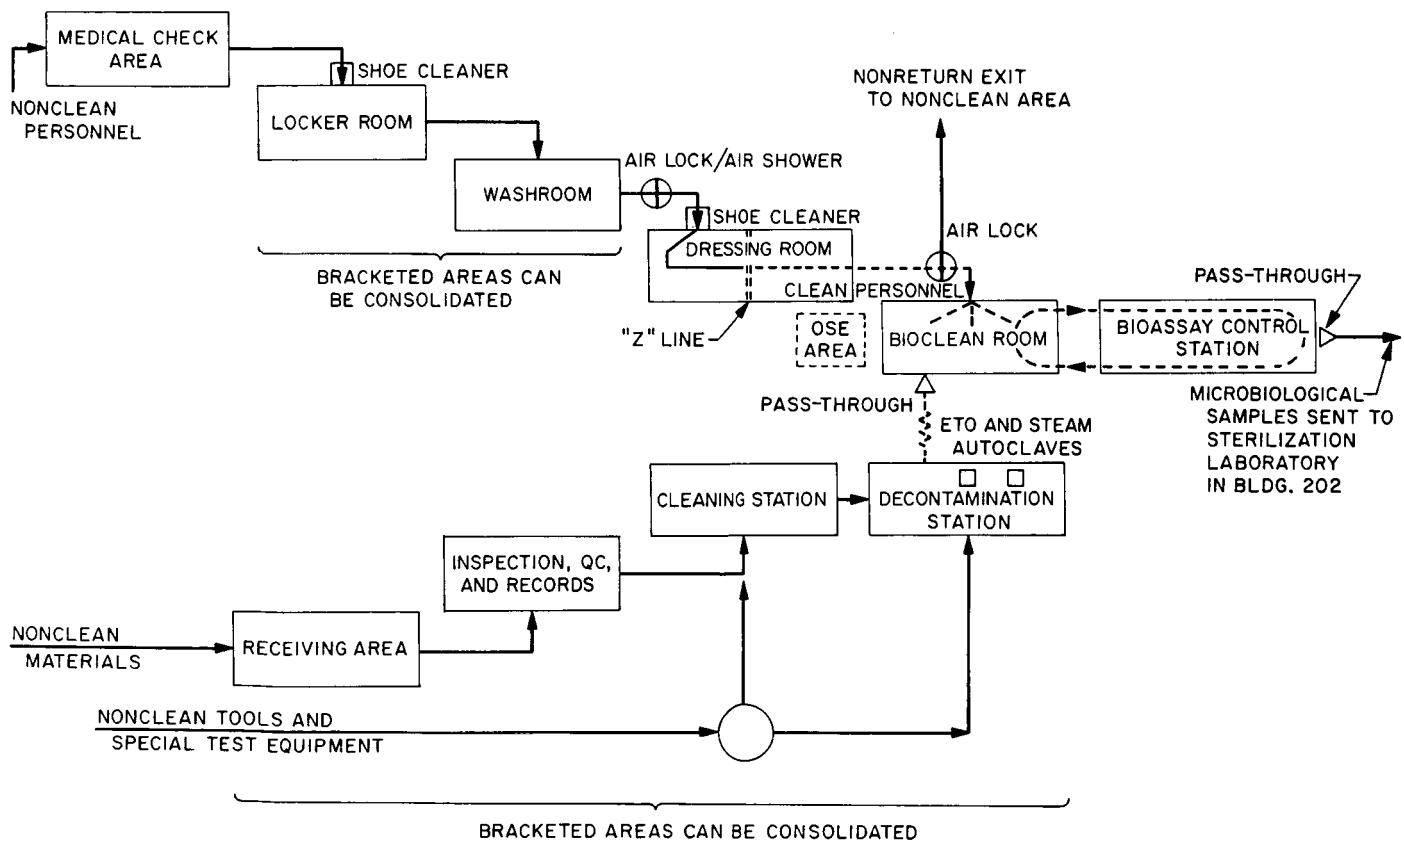 MEDICAL CHECK
AREA
SHOE CLEANER
NONCLEAN
PERSONNEL
LOCKER ROOM
NONRETURN EXIT
TO NONCLEAN AREA
AIR LOCK/AIR SHOWER
WASHROOM
SHOE CLEANER
DRESSING ROOM
AIR LOCK
BRACKETED AREAS CAN
BE CONSOLIDATED
CLEAN PERSONNEL
PASS-THROUGH
"Z" LINE
OSE
AREA
BIOCLEAN ROOM
BIOASSAY CONTROL
STATION
PASS-THROUGH
MICROBIOLOGICAL
SAMPLES SENT TO
STERILIZATION
LABORATORY
IN BLDG. 202
ETO AND STEAM
AUTOCLAVES
CLEANING STATION
DECONTAMINATION
STATION
INSPECTION, QC,
AND RECORDS
NONCLEAN
MATERIALS
RECEIVING AREA
NONCLEAN TOOLS AND
SPECIAL TEST EQUIPMENT
BRACKETED AREAS CAN BE CONSOLIDATED